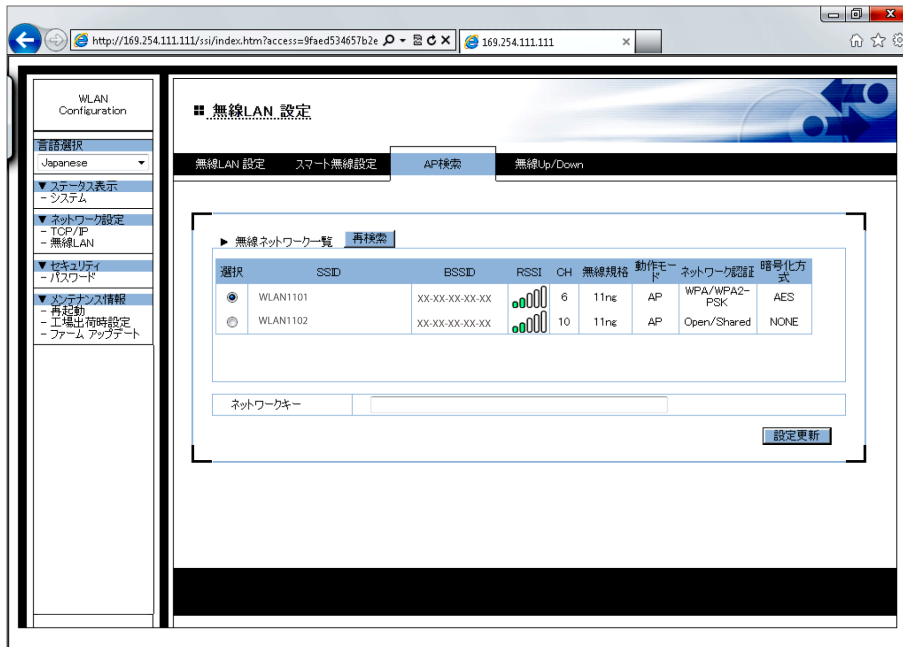 http://169.254.111.111/ssi/index.htm?access=9faed534657b2e
169.254.111.111
WLAN
Configuration
言語選択
Japanese
▼ ステータス表示
- システム
▼ ネットワーク設定
- TCP/IP
- 無線LAN
▼ セキュリティ
- パスワード
▼ メンテナンス情報
- 再起動
- 工場出荷時設定
- ファーム アップデート
無線LAN 設定
無線LAN 設定 スマート無線設定 AP検索 無線Up/Down
▶ 無線ネットワーク一覧 再検索
選択 SSID BSSID RSSI CH 無線規格 動作モード ネットワーク認証 暗号化方式
WLAN1101 XX-XX-XX-XX-XX 6 11ng AP WPA/WPA2-PSK AES
WLAN1102 XX-XX-XX-XX-XX 10 11ng AP Open/Shared NONE
ネットワークキー
設定更新